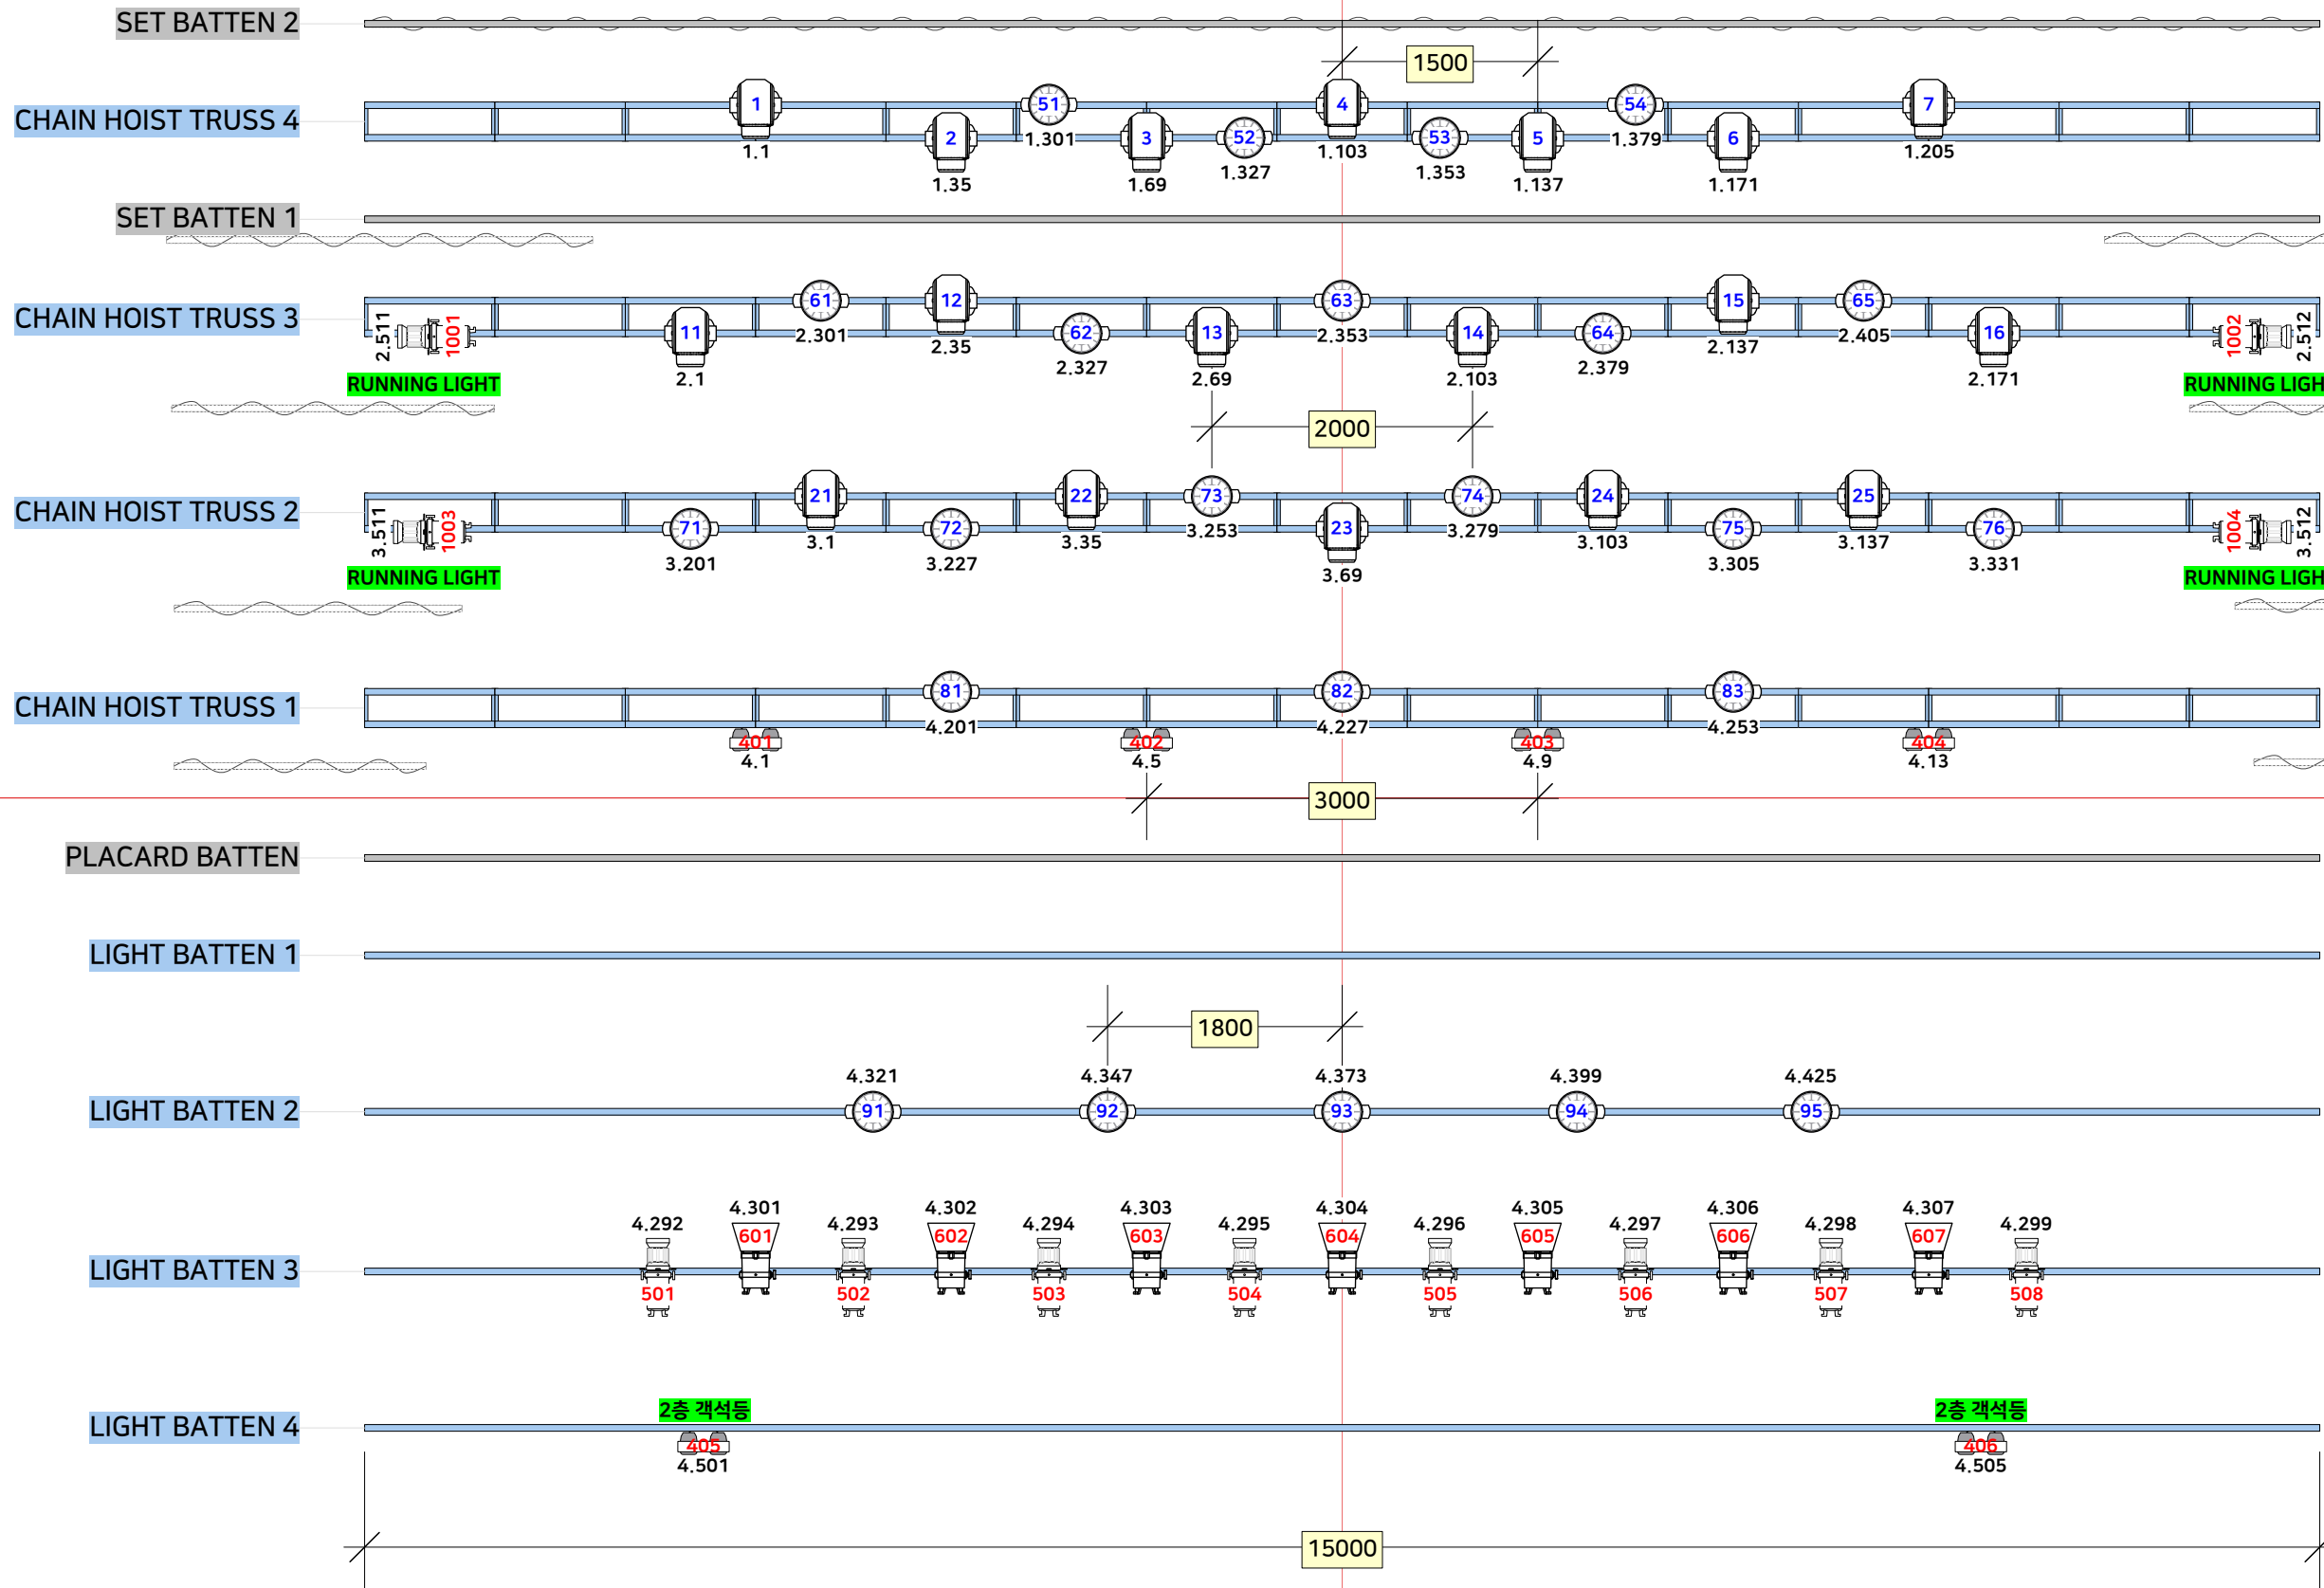 SET BATTEN 2
1500
CHAIN HOIST TRUSS 4
1 51 4 54 7
2 3 52 53 5 6
1.1 1.301 1.103 1.379 1.205
1.35 1.69 1.327 1.353 1.137 1.171
SET BATTEN 1
CHAIN HOIST TRUSS 3
61 12 63 15 65
2.511 1001 11 62 13 14 64 16 1002 2.512
2.301 2.35 2.353 2.137 2.405
2.1 2.327 2.69 2.103 2.379 2.171
RUNNING LIGHT RUNNING LIGH
2000
CHAIN HOIST TRUSS 2
21 22 73 74 24 25
3.511 1003 71 72 23 75 76 1004 3.512
3.1 3.35 3.253 3.279 3.103 3.137
3.201 3.227 3.69 3.305 3.331
RUNNING LIGHT RUNNING LIGH
CHAIN HOIST TRUSS 1
81 82 83
4.201 4.227 4.253
401 402 403 404
4.1 4.5 4.9 4.13
3000
PLACARD BATTEN
LIGHT BATTEN 1
1800
4.321 4.347 4.373 4.399 4.425
LIGHT BATTEN 2
91 92 93 94 95
4.301 4.302 4.303 4.304 4.305 4.306 4.307
4.292 4.293 4.294 4.295 4.296 4.297 4.298 4.299
601 602 603 604 605 606 607
LIGHT BATTEN 3
501 502 503 504 505 506 507 508
2층 객석등 2층 객석등
LIGHT BATTEN 4
405 406
4.501 4.505
15000